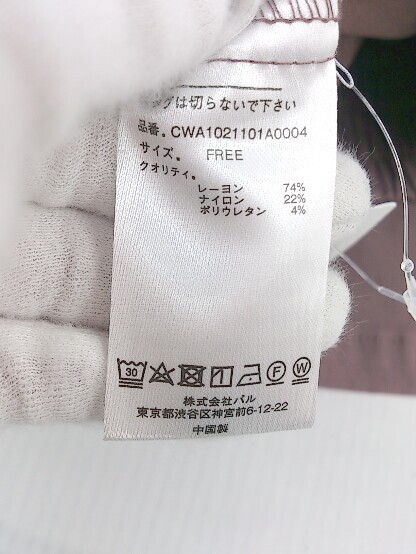 グは切らないで下さい
品番. CWA1021101A0004
サイズ. FREE
クオリティ.
レーヨン 74%
ナイロン 22%
ポリウレタン 4%
30 F W
株式会社パル
東京都渋谷区神宮前6-12-22
中国製